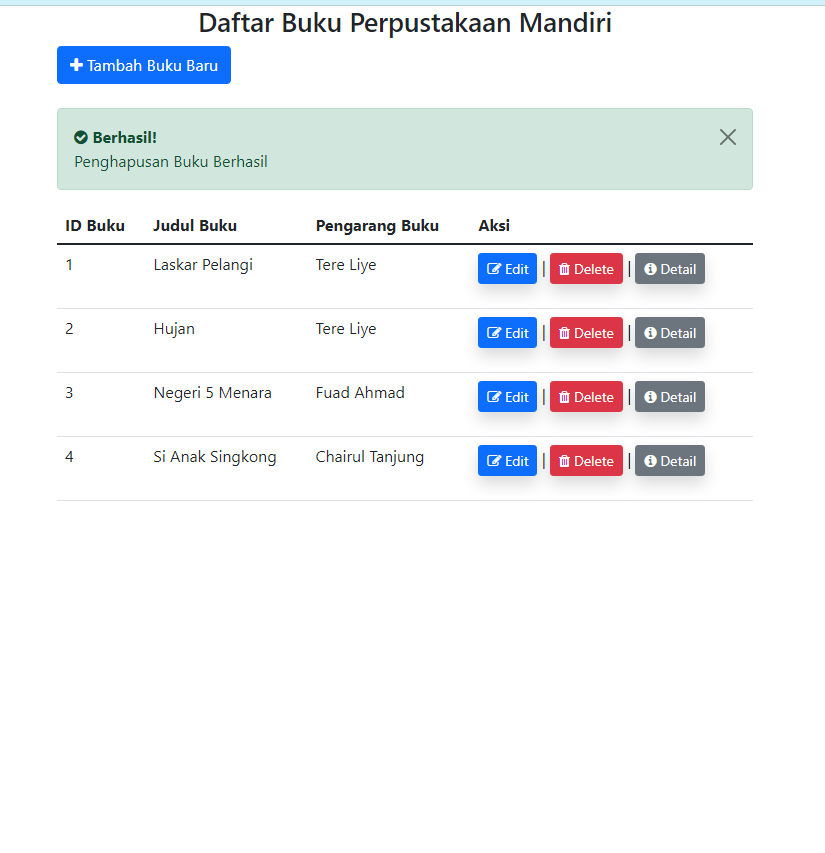 Daftar Buku Perpustakaan Mandiri
Tambah Buku Baru
Berhasil!
Penghapusan Buku Berhasil
ID Buku Judul Buku Pengarang Buku Aksi
1 Laskar Pelangi Tere Liye Edit | Delete | Detail
2 Hujan Tere Liye Edit | Delete | Detail
3 Negeri 5 Menara Fuad Ahmad Edit | Delete | Detail
4 Si Anak Singkong Chairul Tanjung Edit | Delete | Detail